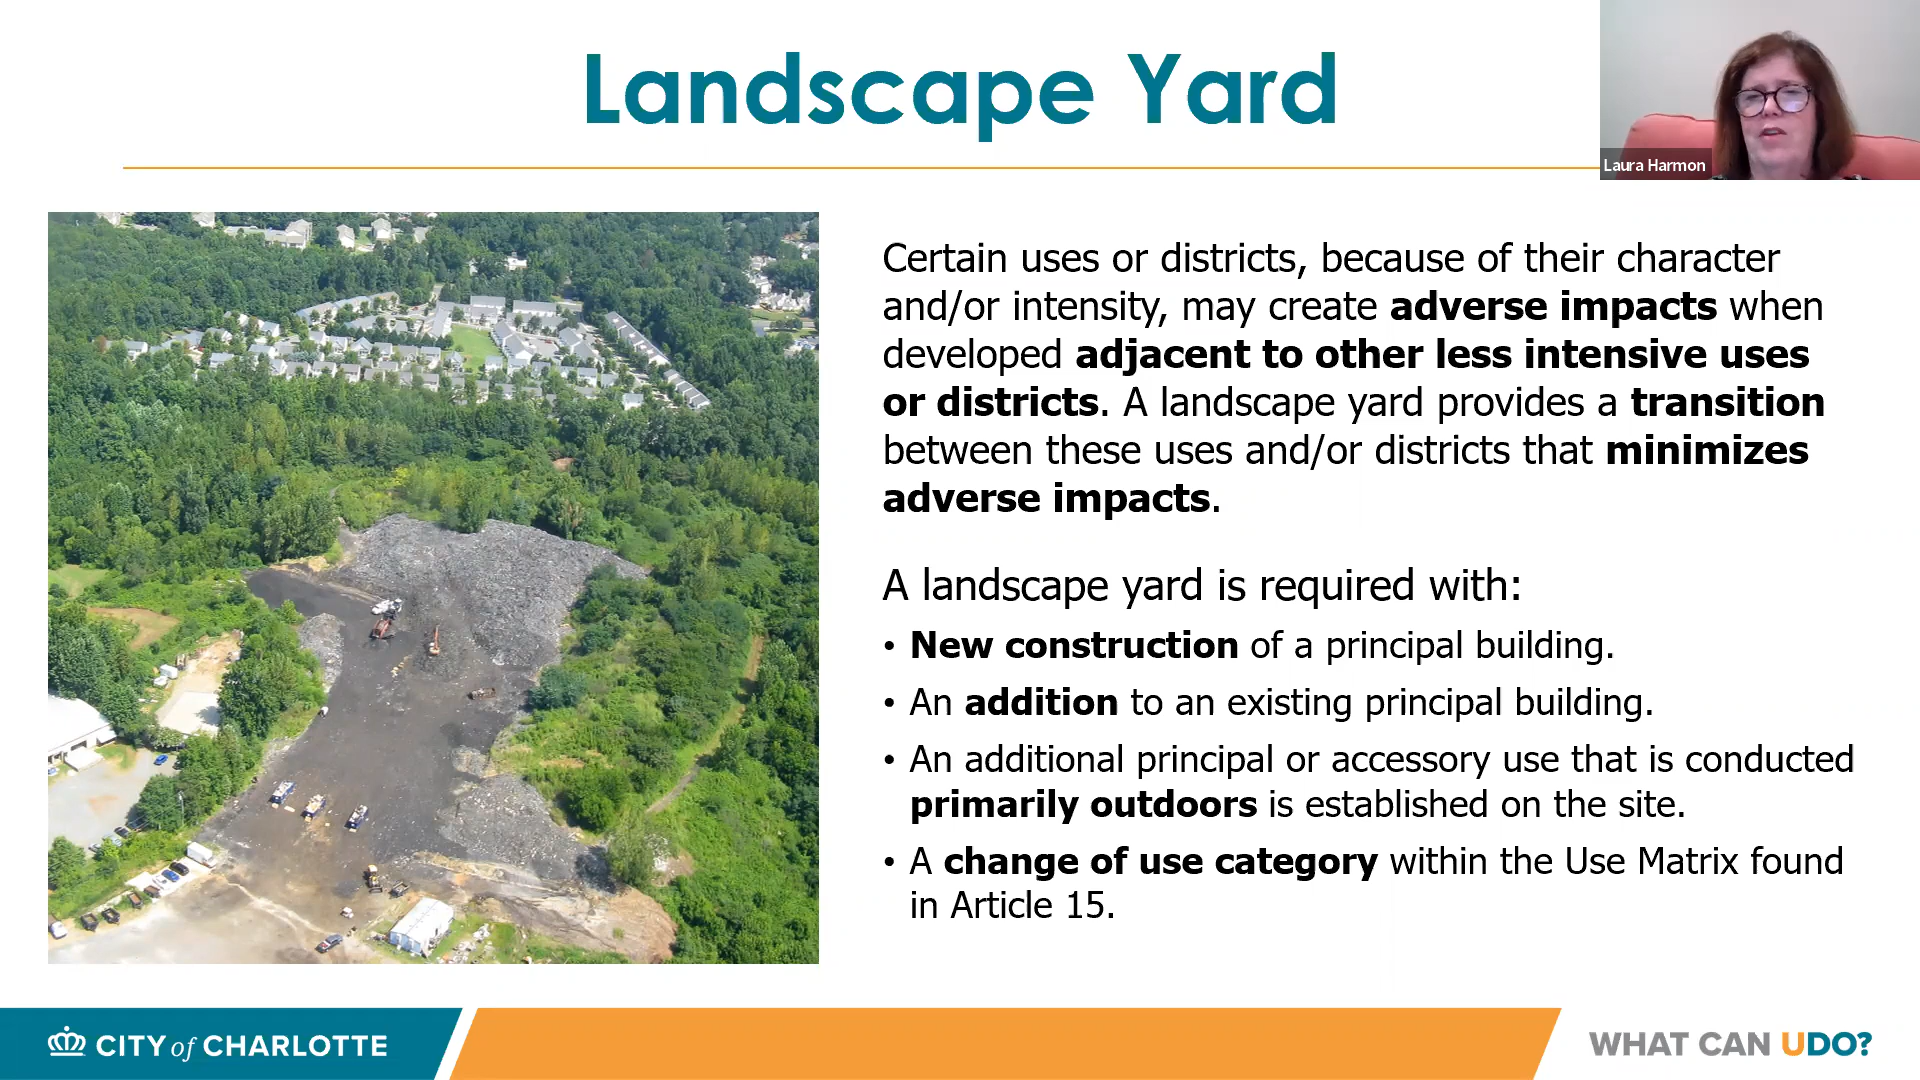 Landscape Yard
Laura Harmon
Certain uses or districts, because of their character
and/or intensity, may create adverse impacts when
developed adjacent to other less intensive uses
or districts. A landscape yard provides a transition
between these uses and/or districts that minimizes
adverse impacts.
A landscape yard is required with:
• New construction of a principal building.
• An addition to an existing principal building.
• An additional principal or accessory use that is conducted
primarily outdoors is established on the site.
• A change of use category within the Use Matrix found
in Article 15.
CITY of CHARLOTTE
WHAT CAN UDO?